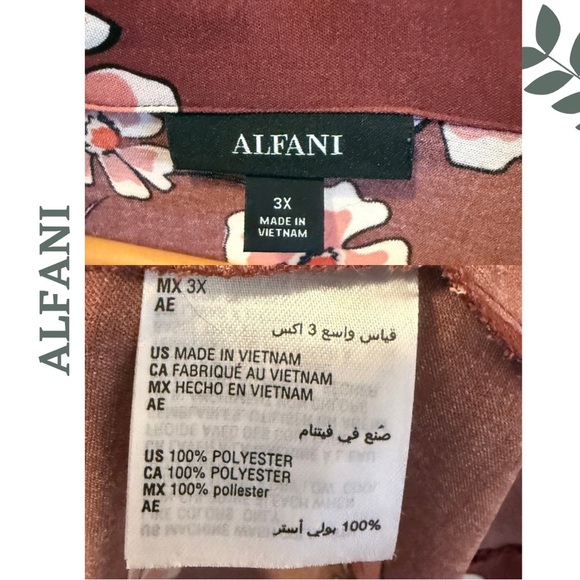 ALFANI
ALFANI
3X
MADE IN
VIETNAM
MX 3X
AE
قياس واسع 3 اكس
US MADE IN VIETNAM
CA FABRIQUÉ AU VIETNAM
MX HECHO EN VIETNAM
AE
صُنع في فيتنام
US 100% POLYESTER
CA 100% POLYESTER
MX 100% poliester
AE
100% بولي أستر